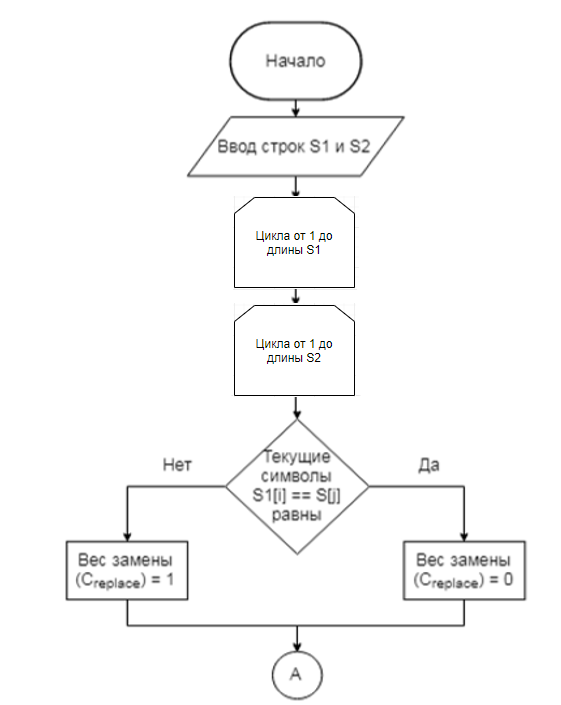 Начало
Ввод строк S1 и S2
Цикла от 1 до
длины S1
Цикла от 1 до
длины S2
Нет
Да
Текущие
символы
S1[i] == S[j]
равны
Вес замены
(Creplace) = 1
Вес замены
(Creplace) = 0
А